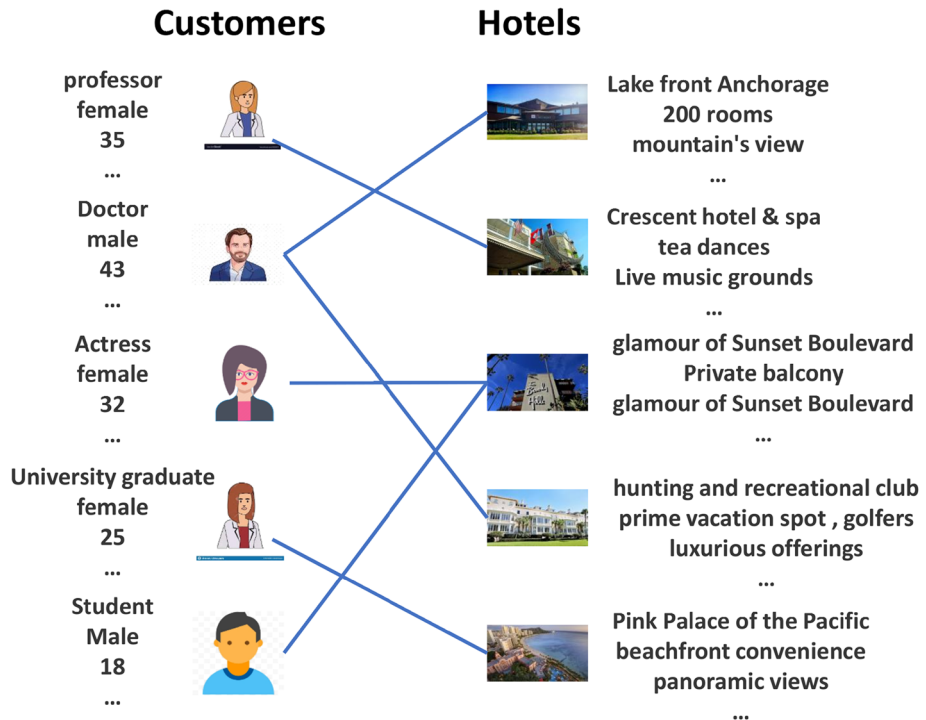 Customers
Hotels
professor
female
35
...
Doctor
male
43
...
Actress
female
32
...
University graduate
female
25
...
Student
Male
18
...
Lake front Anchorage
200 rooms
mountain's view
...
Crescent hotel & spa
tea dances
Live music grounds
...
glamour of Sunset Boulevard
Private balcony
glamour of Sunset Boulevard
...
hunting and recreational club
prime vacation spot , golfers
luxurious offerings
...
Pink Palace of the Pacific
beachfront convenience
panoramic views
...